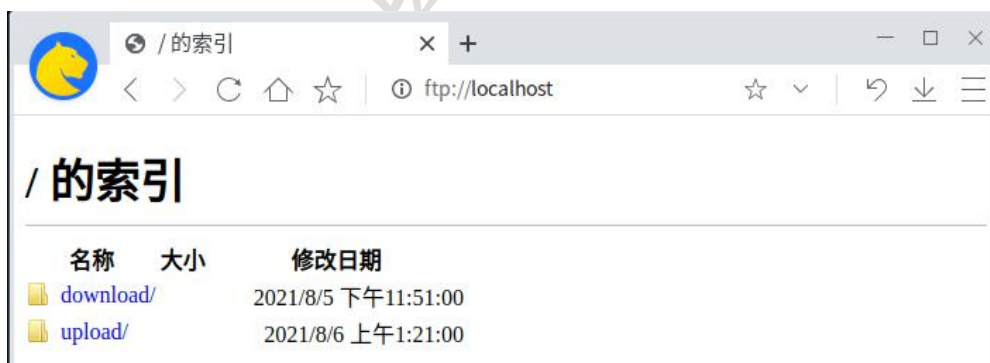 / 的索引
ftp://localhost
/ 的索引
名称 大小 修改日期
download/ 2021/8/5 下午11:51:00
upload/ 2021/8/6 上午1:21:00